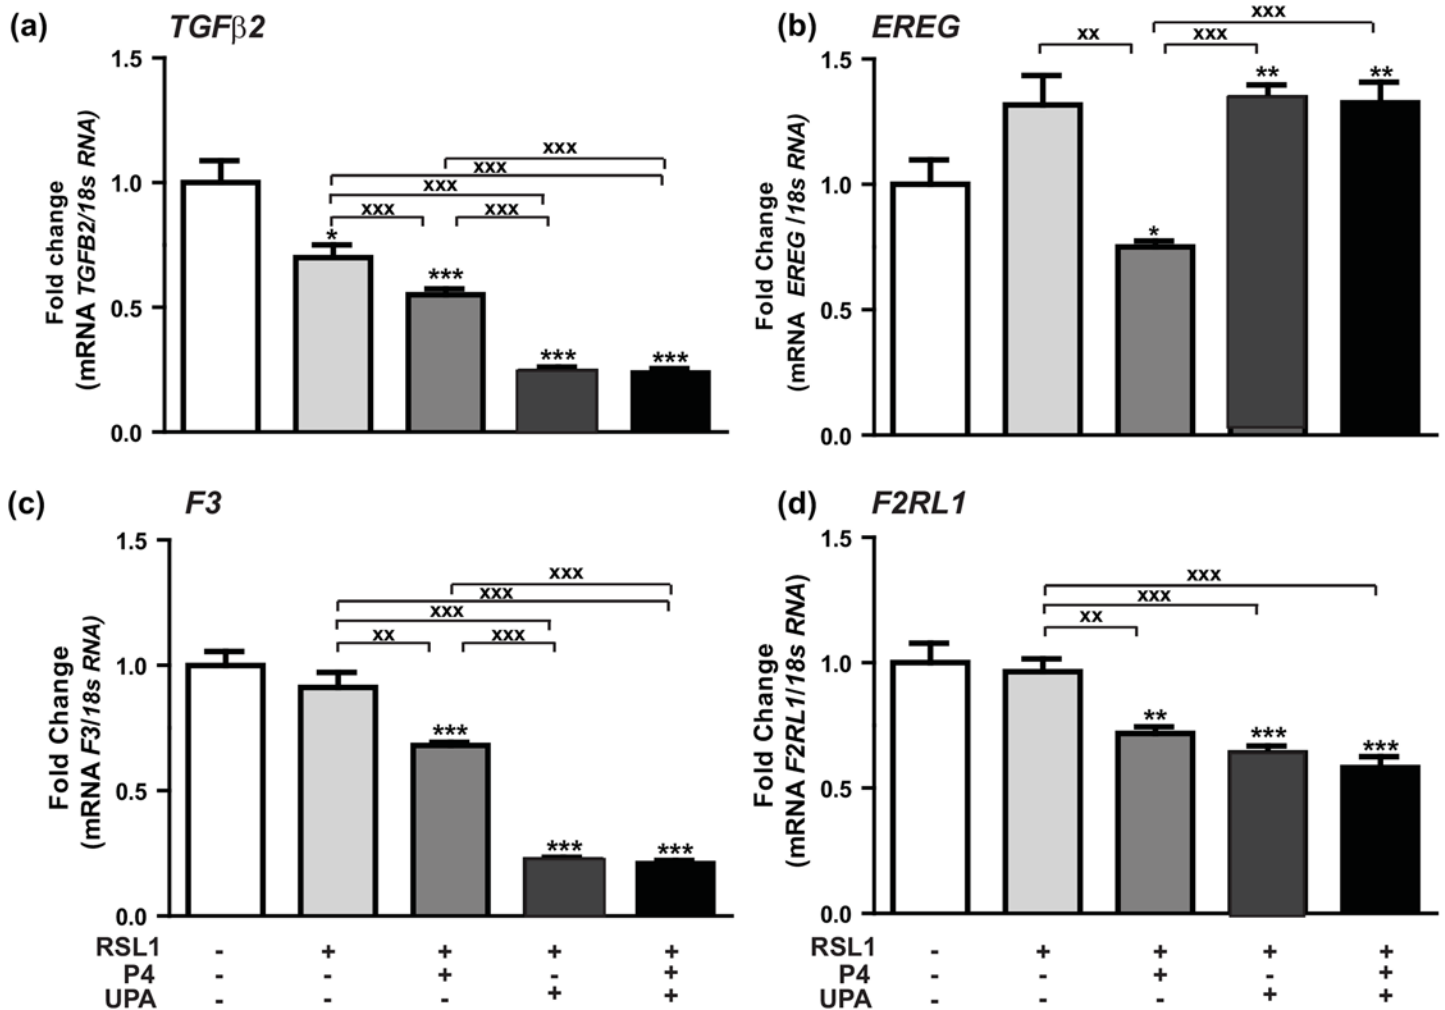 (a) TGFβ2
Fold change
(mRNA TGFB2/18s RNA)
1.5
1.0
0.5
0.0
*
***
***
***
xxx
xxx
xxx
xxx
xxx
(b) EREG
Fold Change
(mRNA EREG /18s RNA)
1.5
1.0
0.5
0.0
*
**
**
xxx
xx
xxx
(c) F3
Fold Change
(mRNA F3/18s RNA)
1.5
1.0
0.5
0.0
***
***
***
xxx
xxx
xxx
xx
xxx
(d) F2RL1
Fold Change
(mRNA F2RL1/18s RNA)
1.5
1.0
0.5
0.0
**
***
***
xxx
xxx
xx
RSL1 - + + + +
P4 - - + - +
UPA - - - + +
RSL1 - + + + +
P4 - - + - +
UPA - - - + +